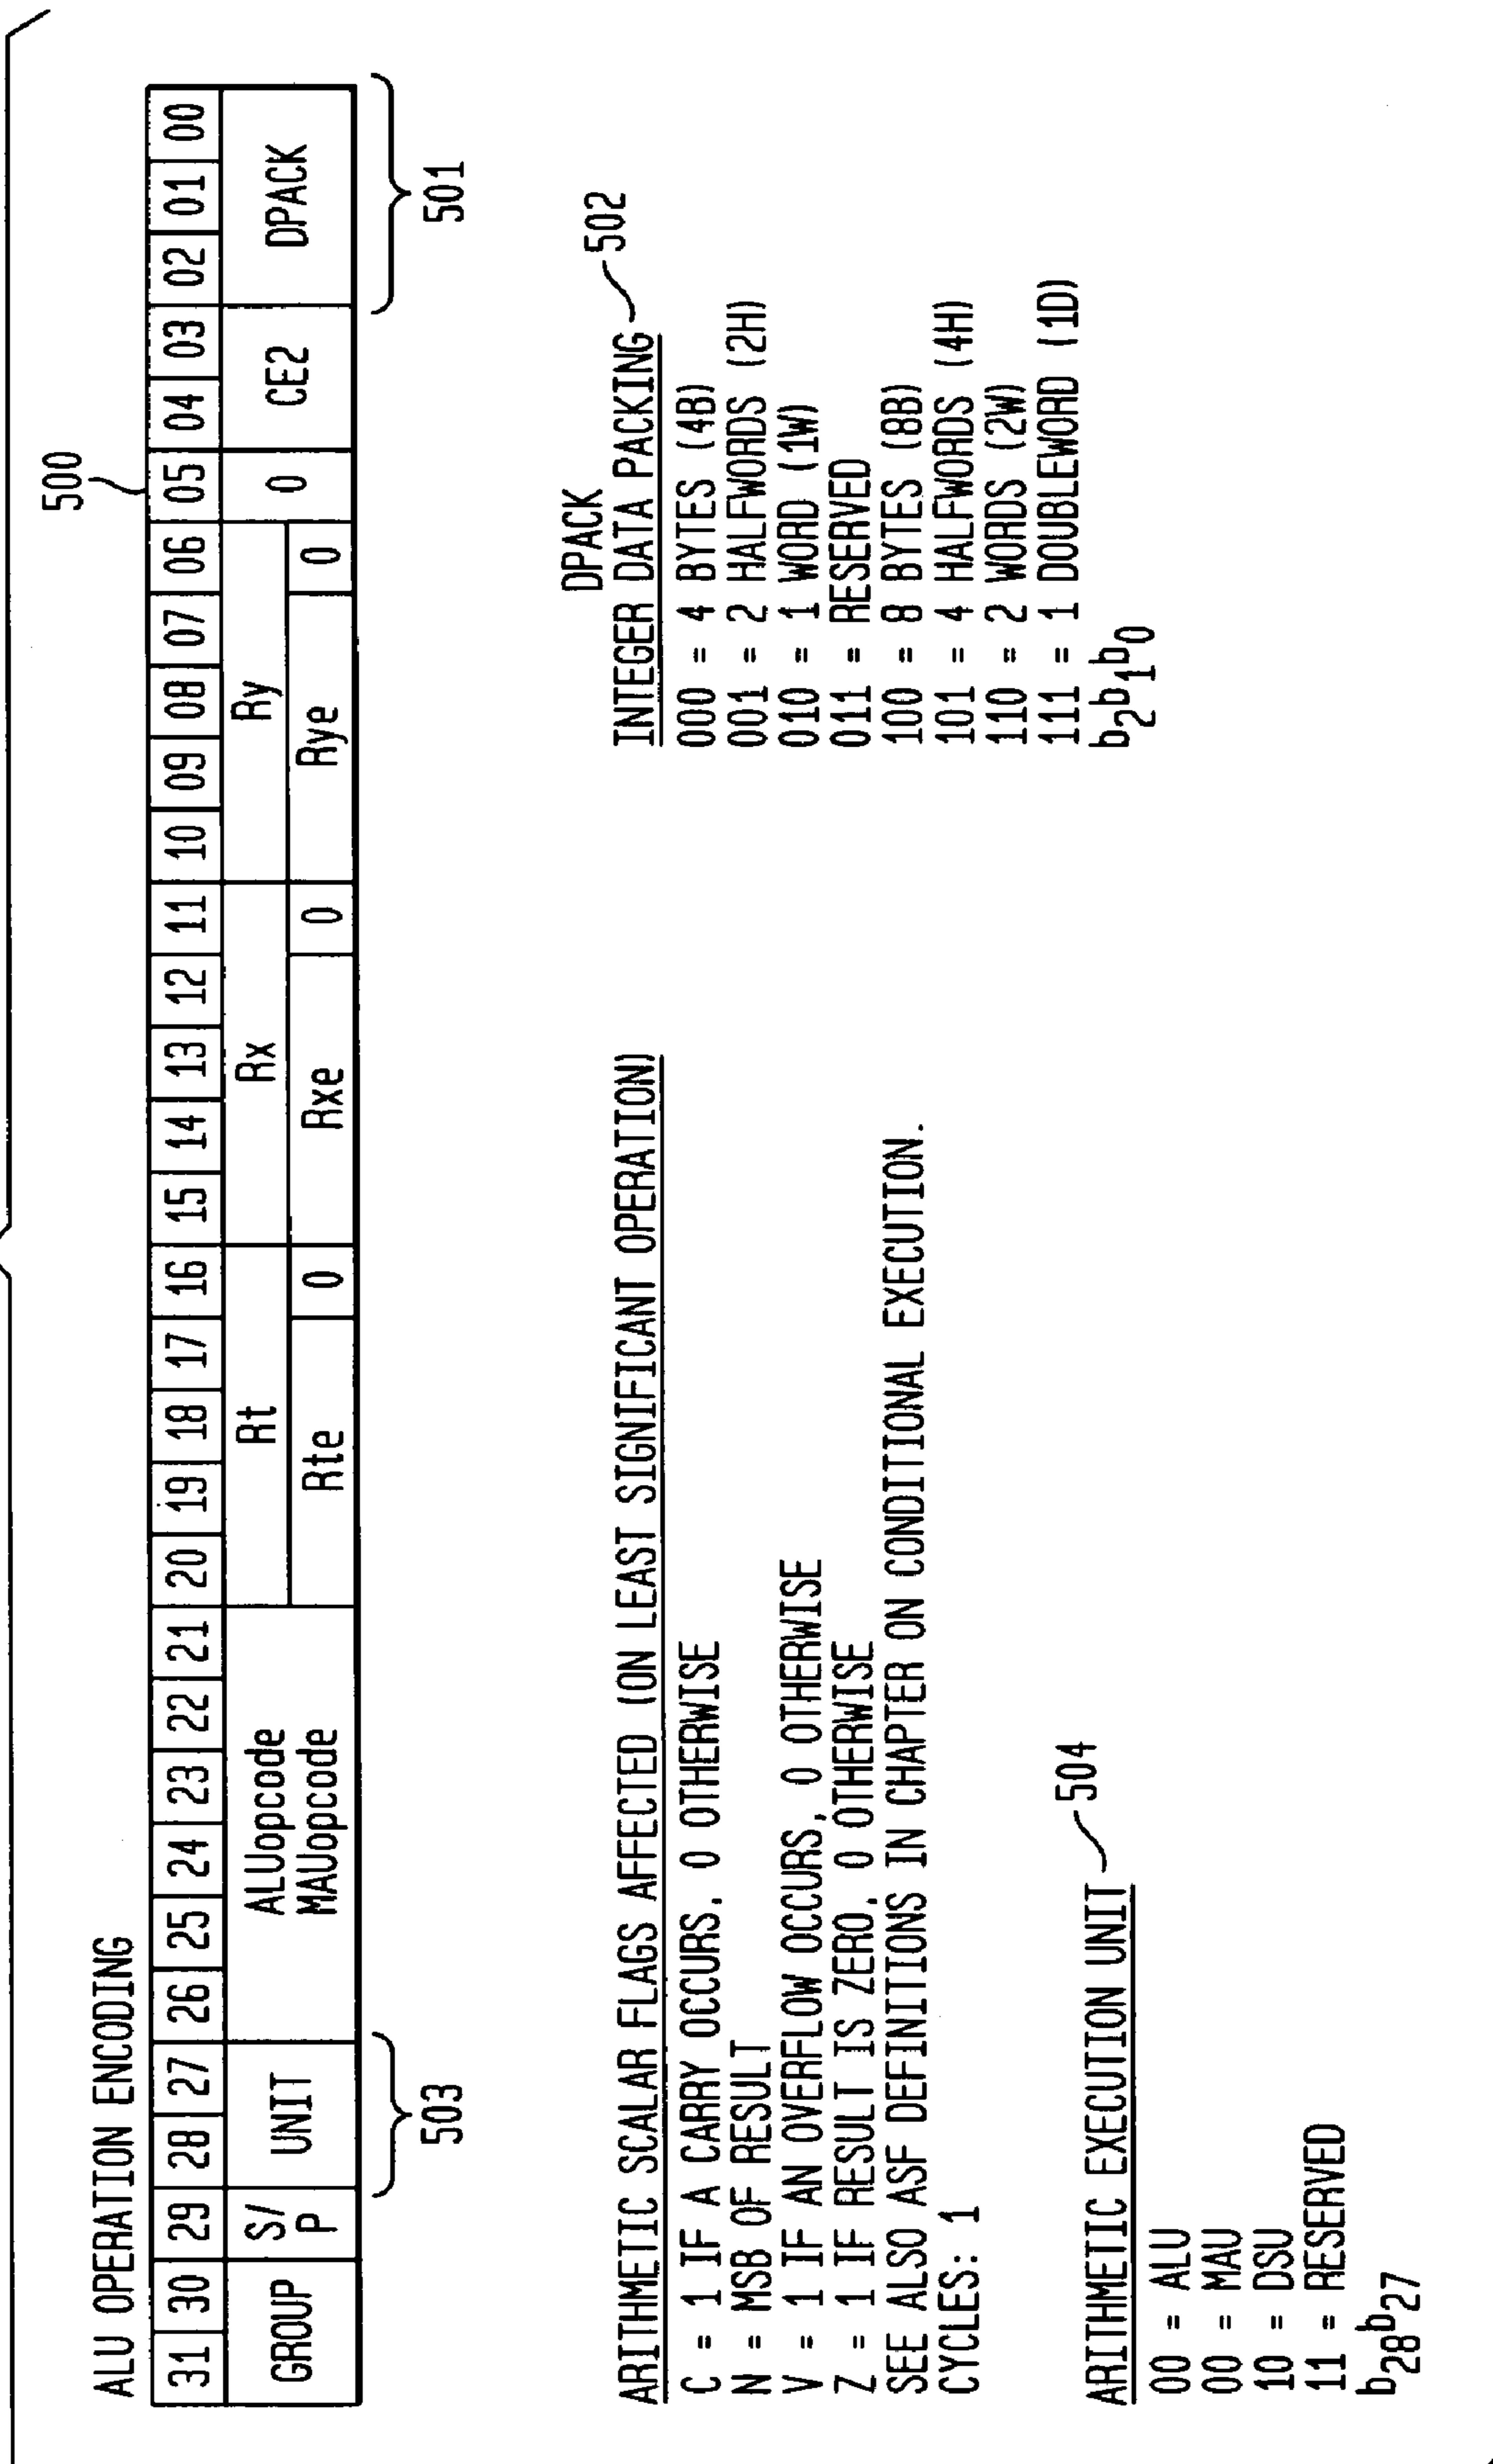 ALU OPERATION ENCODING
500
31 30 29 28 27 26 25 24 23 22 21 20 19 18 17 16 15 14 13 12 11 10 09 08 07 06 05 04 03 02 01 00
GROUP S/P UNIT ALUopcode MAUopcode Rt Rx Ry 0 CE2 DPACK
Rte 0 Rxe 0 Rye 0
503
501
ARITHMETIC SCALAR FLAGS AFFECTED (ON LEAST SIGNIFICANT OPERATION)
C = 1 IF A CARRY OCCURS, 0 OTHERWISE
N = MSB OF RESULT
V = 1 IF AN OVERFLOW OCCURS, 0 OTHERWISE
Z = 1 IF RESULT IS ZERO, 0 OTHERWISE
SEE ALSO ASF DEFINITIONS IN CHAPTER ON CONDITIONAL EXECUTION.
CYCLES: 1
DPACK
INTEGER DATA PACKING 502
000 = 4 BYTES (4B)
001 = 2 HALFWORDS (2H)
010 = 1 WORD (1W)
011 = RESERVED
100 = 8 BYTES (8B)
101 = 4 HALFWORDS (4H)
110 = 2 WORDS (2W)
111 = 1 DOUBLEWORD (1D)
b2b1b0
ARITHMETIC EXECUTION UNIT 504
00 = ALU
00 = MAU
10 = DSU
11 = RESERVED
b28b27